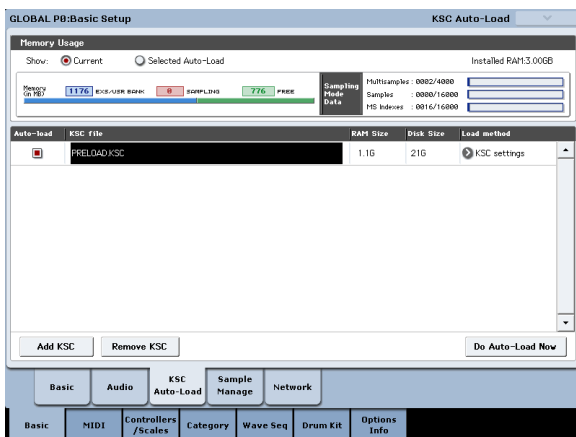 GLOBAL P0:Basic Setup KSC Auto-Load
Memory Usage
Show: Current Selected Auto-Load Installed RAM:3.00GB
Memory (in MB) 1176 EXS/USR BANK 0 SAMPLING 776 FREE
Sampling Mode Data
Multisamples : 0002/4000
Samples : 0000/16000
MS Indexes : 0016/16000
Auto-load KSC file RAM Size Disk Size Load method
PRELOAD.KSC 1.1G 21G KSC settings
Add KSC Remove KSC Do Auto-Load Now
Basic Audio KSC Auto-Load Sample Manage Network
Basic MIDI Controllers /Scales Category Wave Seq Drum Kit Options Info